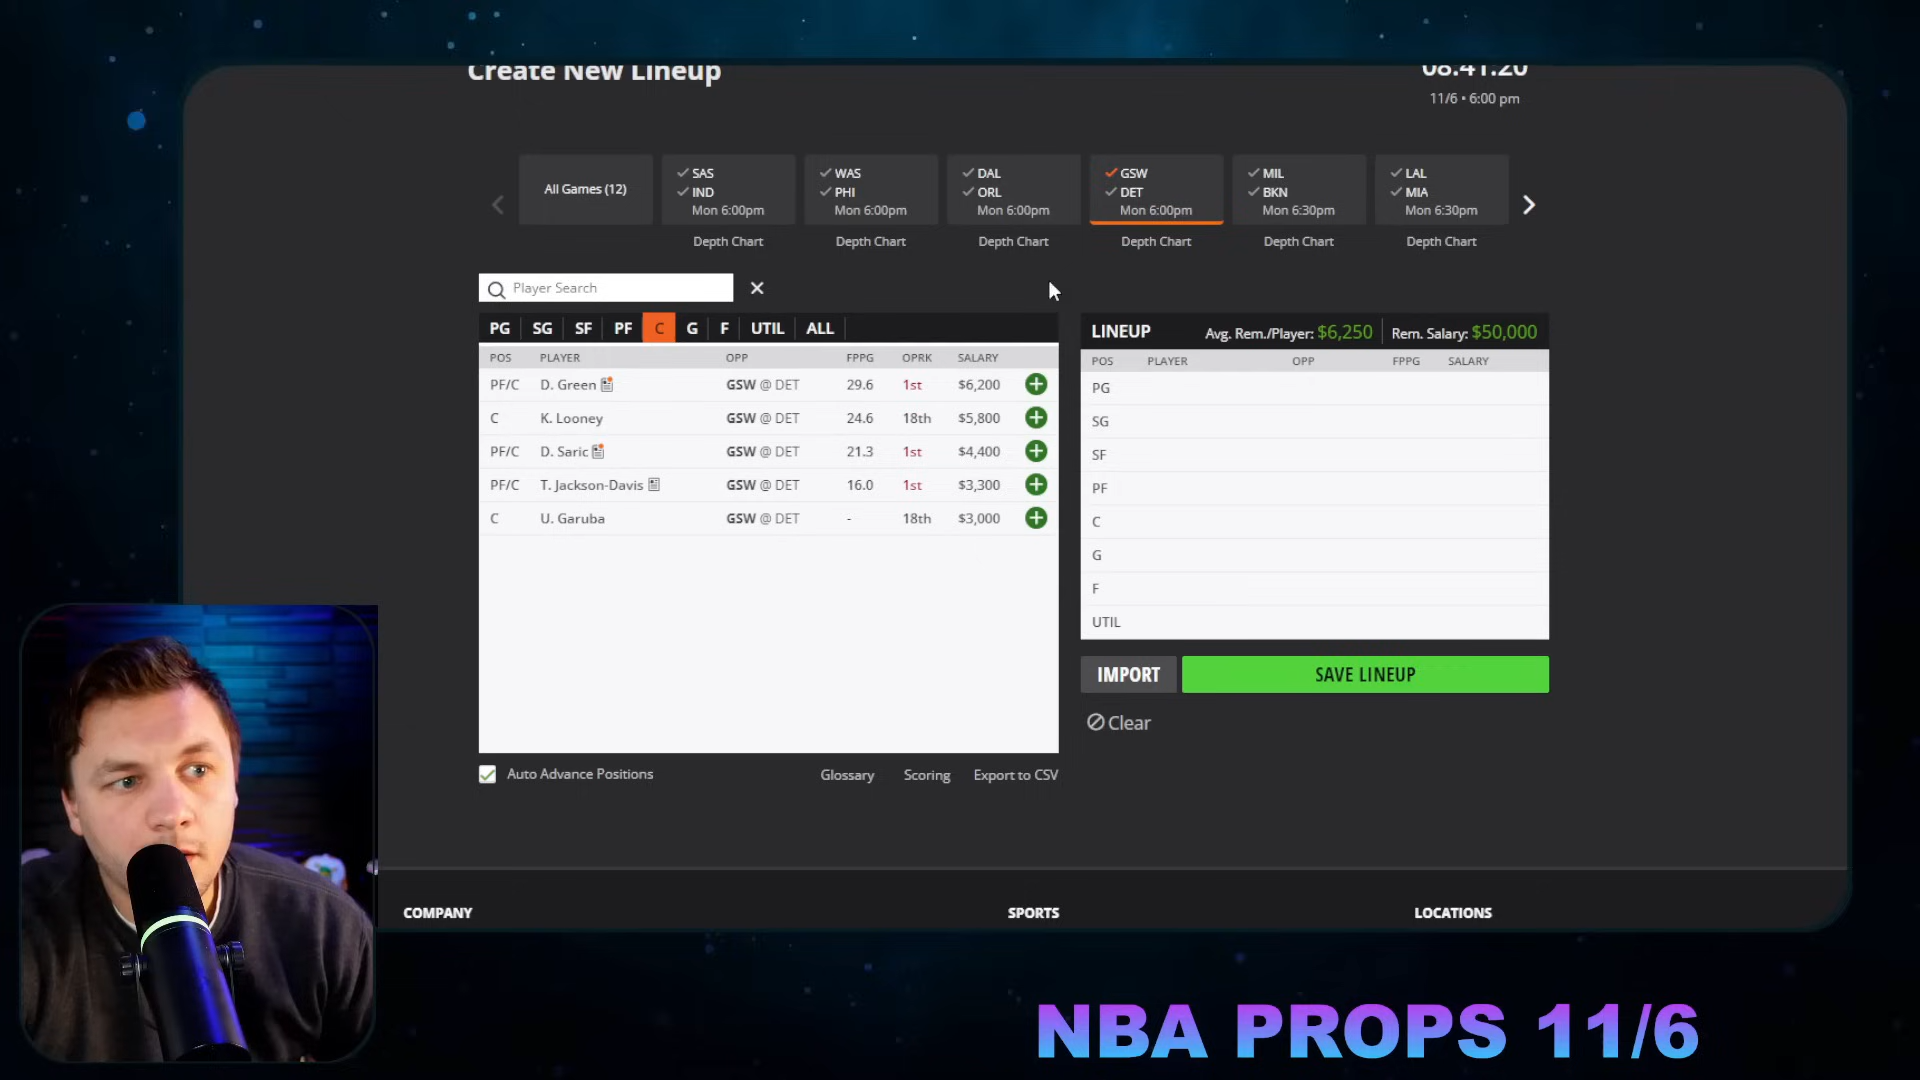 Create New Lineup
08:41:20
11/6 • 6:00 pm
All Games (12)
SAS
IND
Mon 6:00pm
Depth Chart
WAS
PHI
Mon 6:00pm
Depth Chart
DAL
ORL
Mon 6:00pm
Depth Chart
GSW
DET
Mon 6:00pm
Depth Chart
MIL
BKN
Mon 6:30pm
Depth Chart
LAL
MIA
Mon 6:30pm
Depth Chart
Player Search
PG SG SF PF C G F UTIL ALL
POS PLAYER OPP FPPG OPRK SALARY
PF/C D. Green GSW @ DET 29.6 1st $6,200
C K. Looney GSW @ DET 24.6 18th $5,800
PF/C D. Saric GSW @ DET 21.3 1st $4,400
PF/C T. Jackson-Davis GSW @ DET 16.0 1st $3,300
C U. Garuba GSW @ DET - 18th $3,000
Auto Advance Positions
Glossary Scoring Export to CSV
LINEUP Avg. Rem./Player: $6,250 Rem. Salary: $50,000
POS PLAYER OPP FPPG SALARY
PG
SG
SF
PF
C
G
F
UTIL
IMPORT SAVE LINEUP
Clear
COMPANY SPORTS LOCATIONS
NBA PROPS 11/6